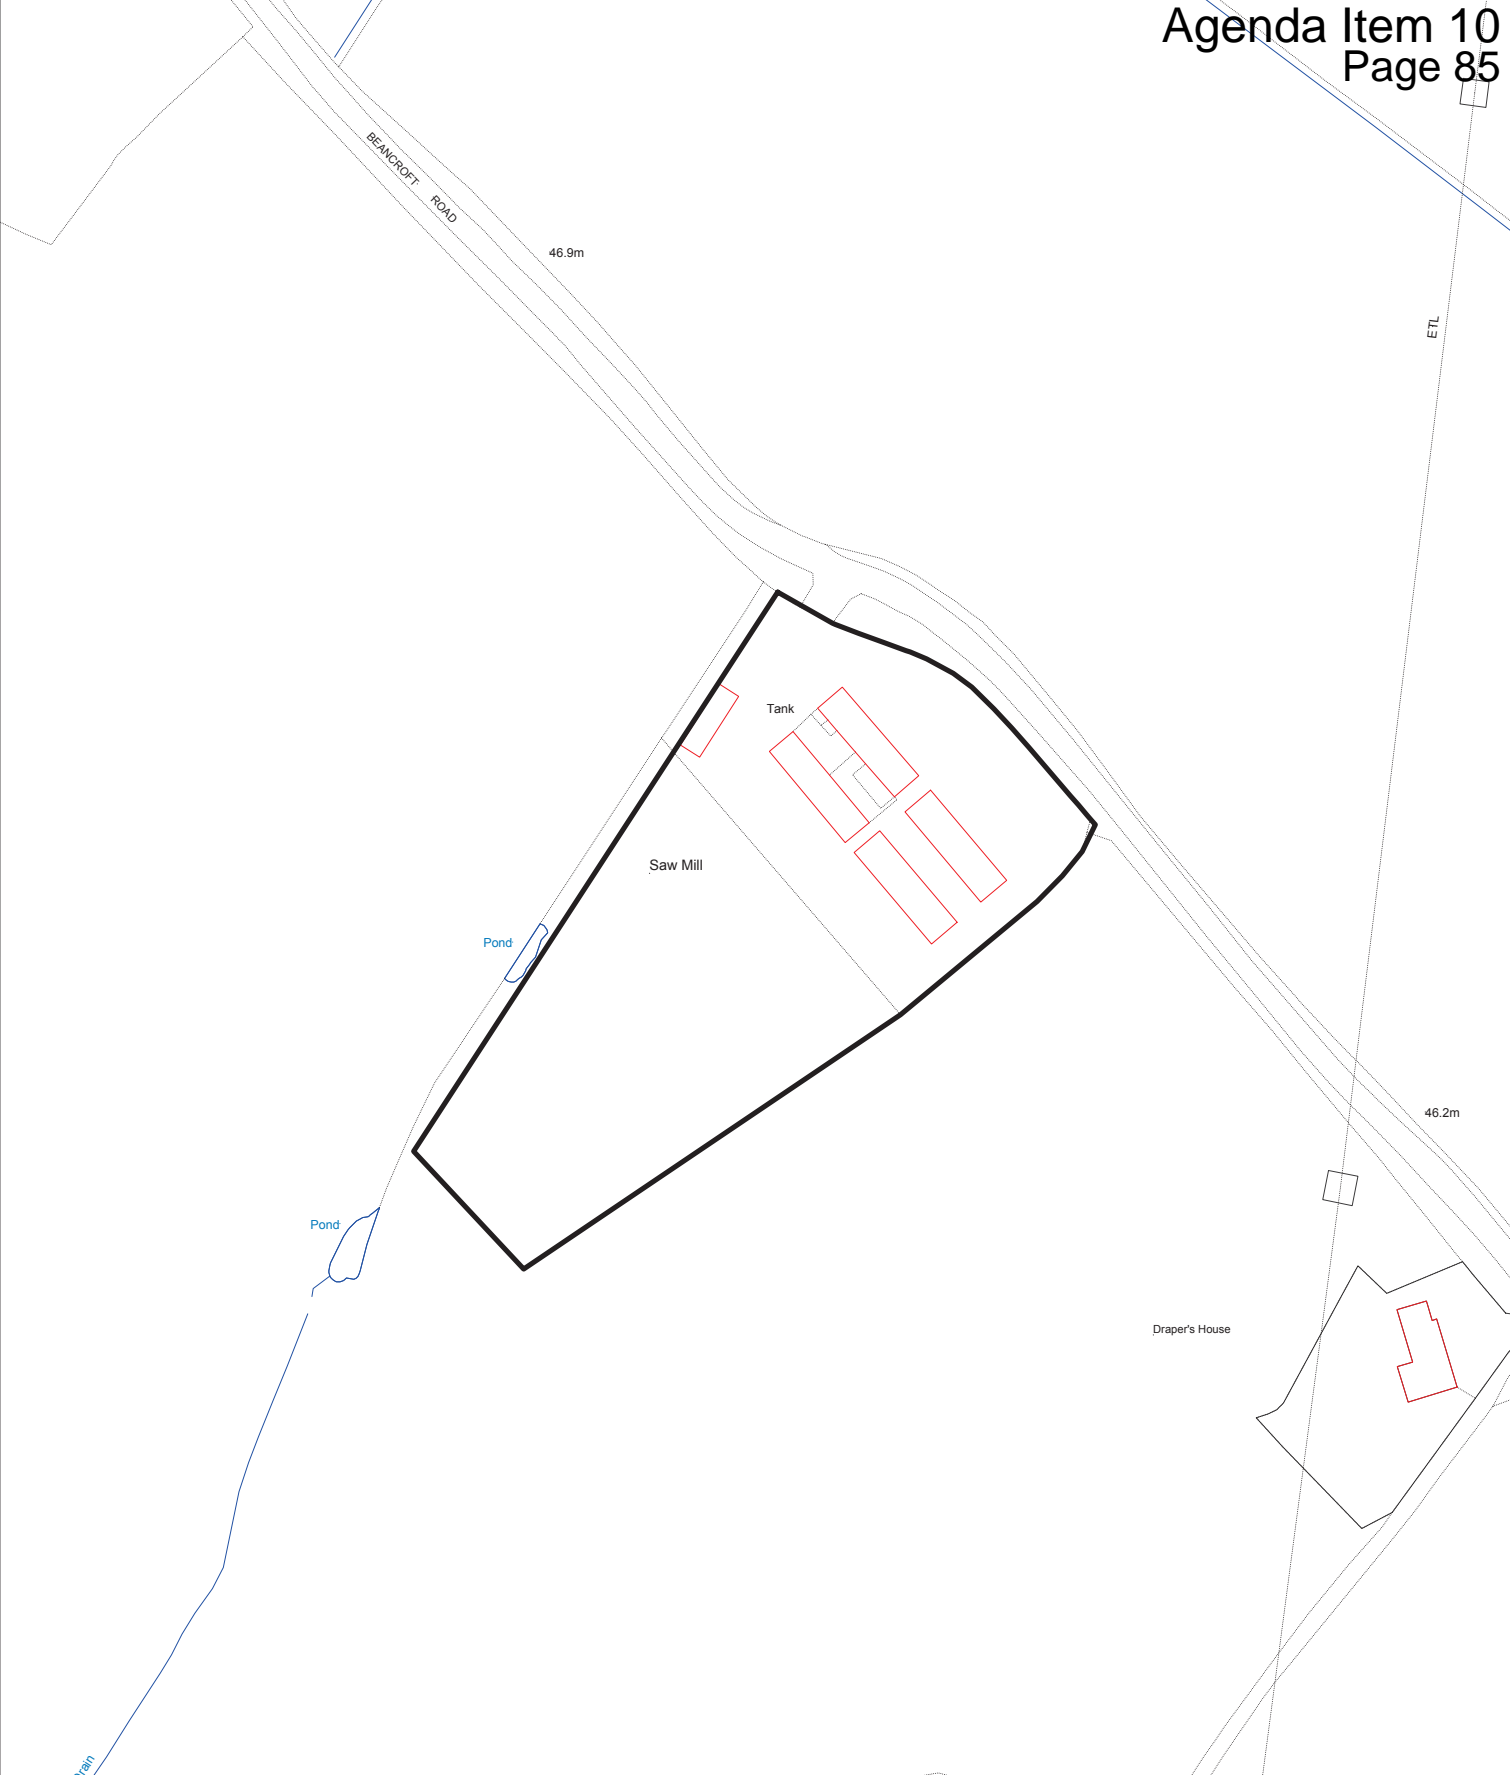 Agenda Item 10
Page 85
BEANCROFT ROAD
46.9m
ETL
Tank
Saw Mill
Pond
46.2m
Pond
Draper's House